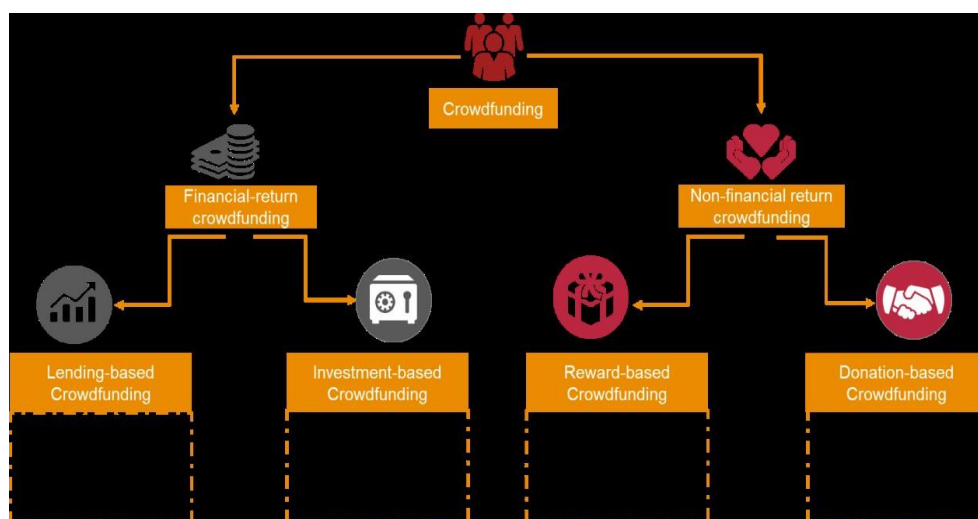 Crowdfunding
Financial-return
crowdfunding
Non-financial return
crowdfunding
Lending-based
Crowdfunding
Investment-based
Crowdfunding
Reward-based
Crowdfunding
Donation-based
Crowdfunding